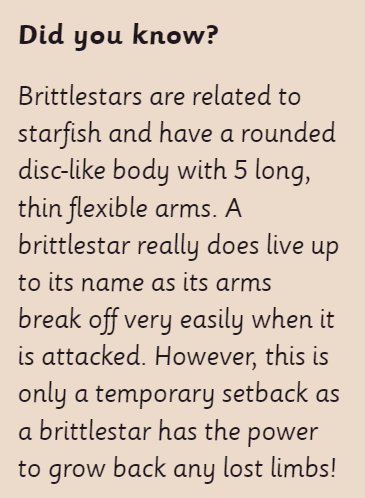 Did you know?
Brittlestars are related to
starfish and have a rounded
disc-like body with 5 long,
thin flexible arms. A
brittlestar really does live up
to its name as its arms
break off very easily when it
is attacked. However, this is
only a temporary setback as
a brittlestar has the power
to grow back any lost limbs!